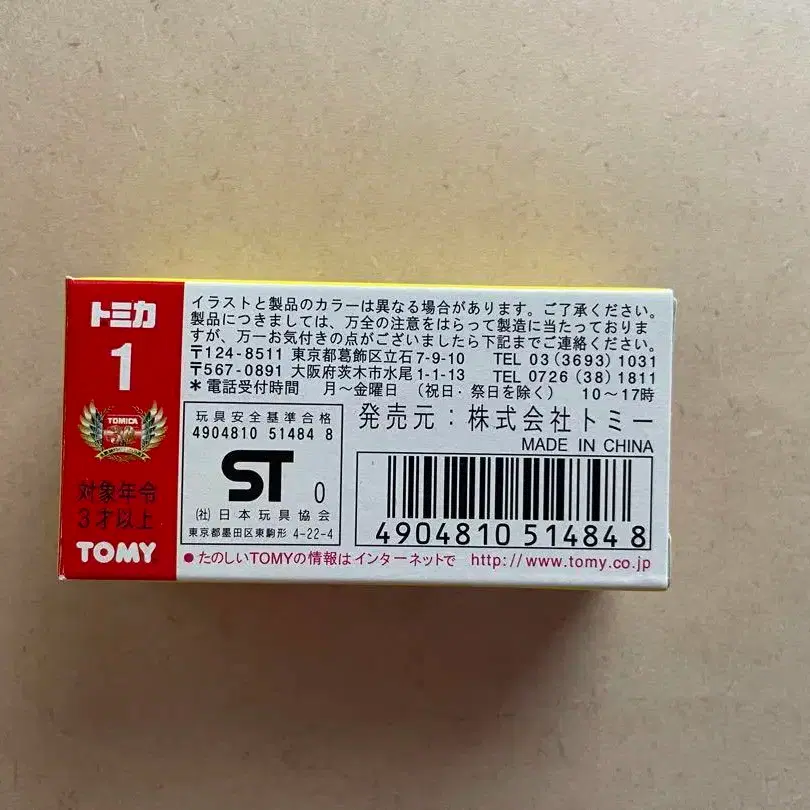 トミカ
1
TOMICA
対象年令
3才以上
TOMY
イラストと製品のカラーは異なる場合があります。ご了承ください。
製品につきましては、万全の注意をはらって製造に当たっておりま
すが、万一お気付きの点がございましたら下記までご連絡ください。
〒124-8511 東京都葛飾区立石7-9-10 TEL 03(3693)1031
〒567-0891 大阪府茨木市水尾1-1-13 TEL 0726(38)1811
＊電話受付時間 月〜金曜日 (祝日・祭日を除く) 10〜17時
玩具安全基準合格
4904810 51484 8
ST 0
(社)日本玩具協会
東京都墨田区東駒形 4-22-4
発売元：株式会社トミー
MADE IN CHINA
4904810 514848
●たのしいTOMYの情報はインターネットで http://www.tomy.co.jp